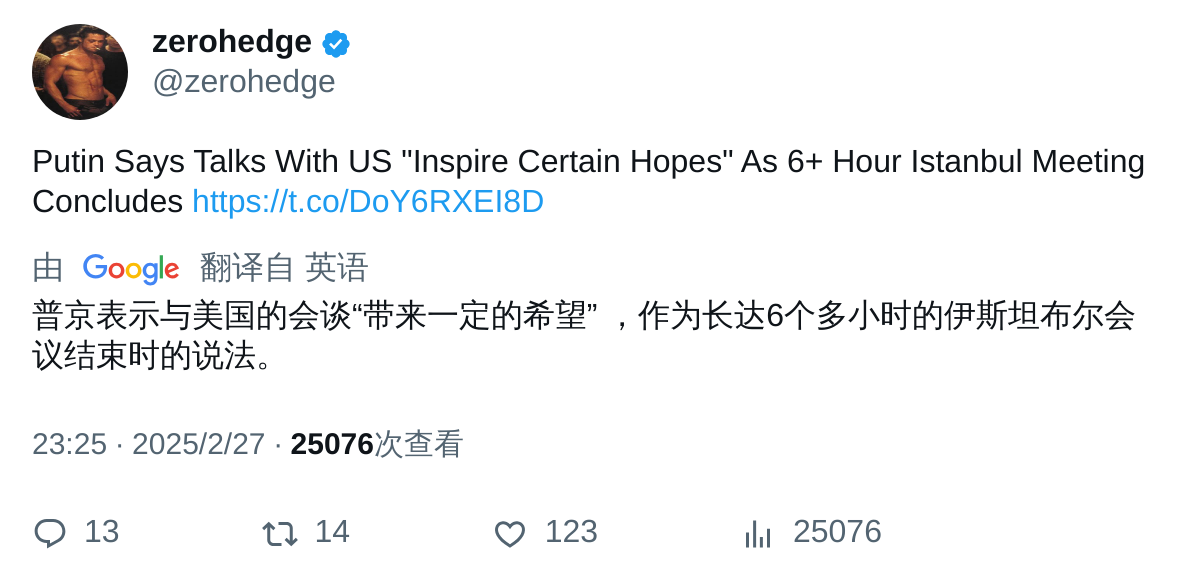 zerohedge
@zerohedge
Putin Says Talks With US "Inspire Certain Hopes" As 6+ Hour Istanbul Meeting
Concludes https://t.co/DoY6RXEI8D
由 Google 翻译自 英语
普京表示与美国的会谈“带来一定的希望” ，作为长达6个多小时的伊斯坦布尔会
议结束时的说法。
23:25 · 2025/2/27 · 25076次查看
13 14 123 25076